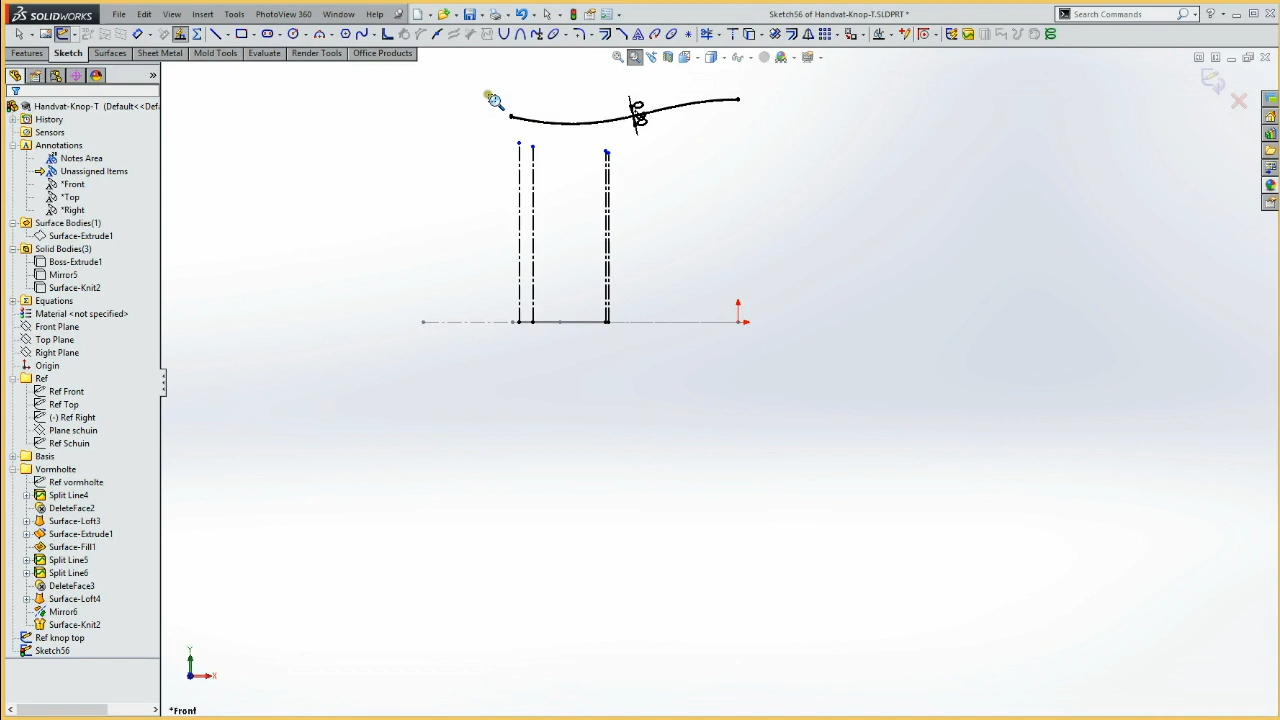 SOLIDWORKS File Edit View Insert Tools PhotoView 360 Window Help Sketch56 of Handvat-Knop-T.SLDPRT * Search Commands
Features Sketch Surfaces Sheet Metal Mold Tools Evaluate Render Tools Office Products
Handvat-Knop-T (Default<<Defa
History
Sensors
Annotations
Notes Area
Unassigned Items
*Front
*Top
*Right
Surface Bodies(1)
Surface-Extrude1
Solid Bodies(3)
Boss-Extrude1
Mirror5
Surface-Knit2
Equations
Material <not specified>
Front Plane
Top Plane
Right Plane
Origin
Ref
Ref Front
Ref Top
(-) Ref Right
Plane schuin
Ref Schuin
Basis
Vormholte
Ref vormholte
Split Line4
DeleteFace2
Surface-Loft3
Surface-Extrude1
Surface-Fill1
Split Line5
Split Line6
DeleteFace3
Surface-Loft4
Mirror6
Surface-Knit2
Ref knop top
Sketch56
Y
X
*Front